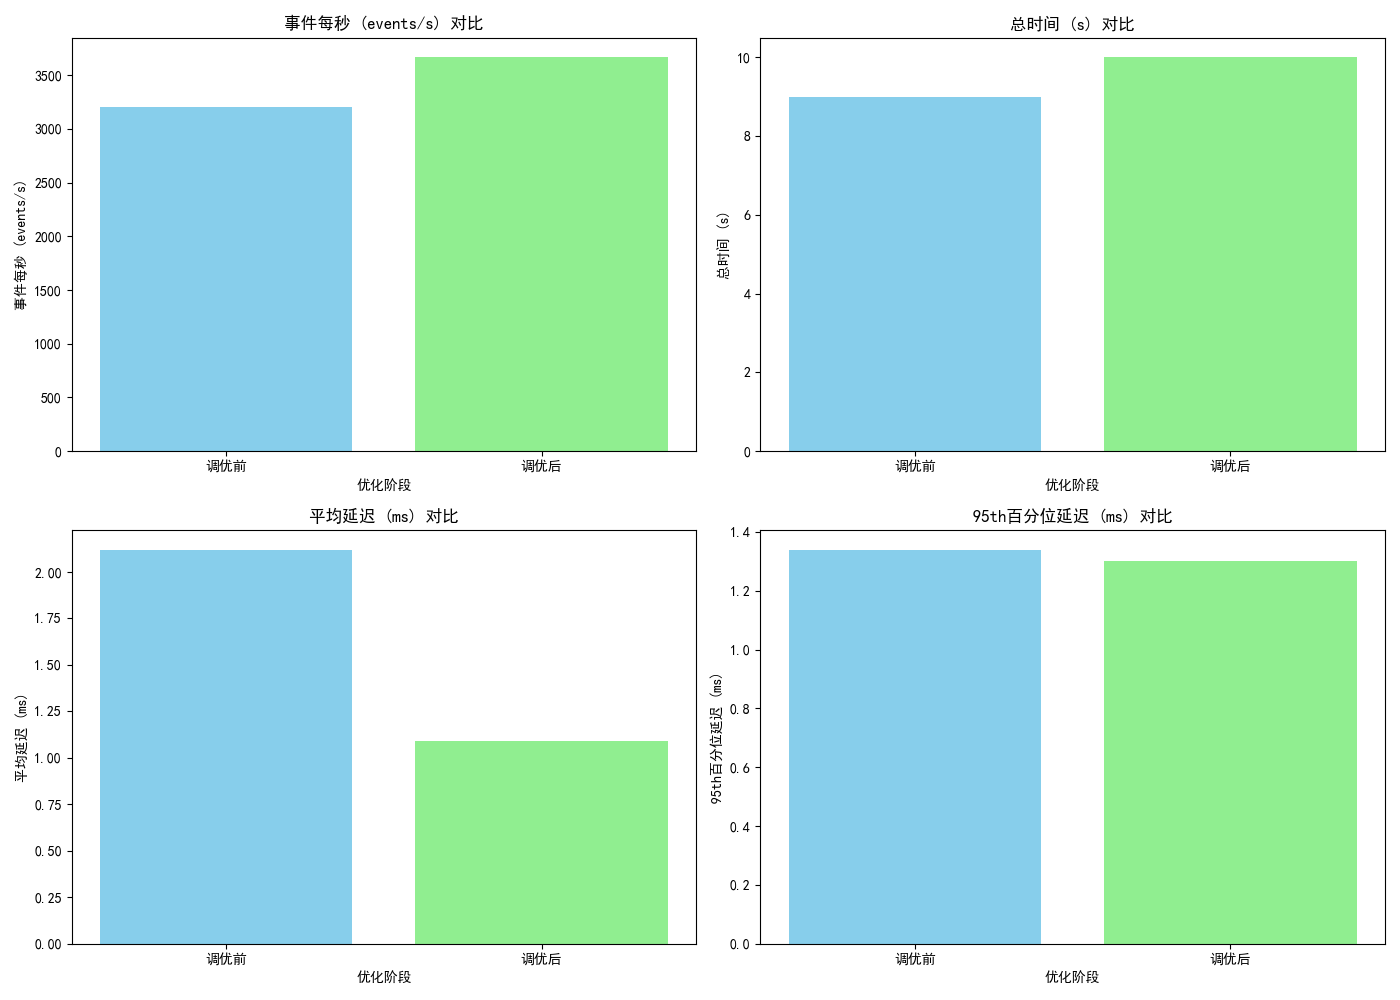 事件每秒 (events/s) 对比
事件每秒 (events/s)
3500
3000
2500
2000
1500
1000
500
0
调优前
调优后
优化阶段
总时间 (s) 对比
总时间 (s)
10
8
6
4
2
0
调优前
调优后
优化阶段
平均延迟 (ms) 对比
平均延迟 (ms)
2.00
1.75
1.50
1.25
1.00
0.75
0.50
0.25
0.00
调优前
调优后
优化阶段
95th百分位延迟 (ms) 对比
95th百分位延迟 (ms)
1.4
1.2
1.0
0.8
0.6
0.4
0.2
0.0
调优前
调优后
优化阶段